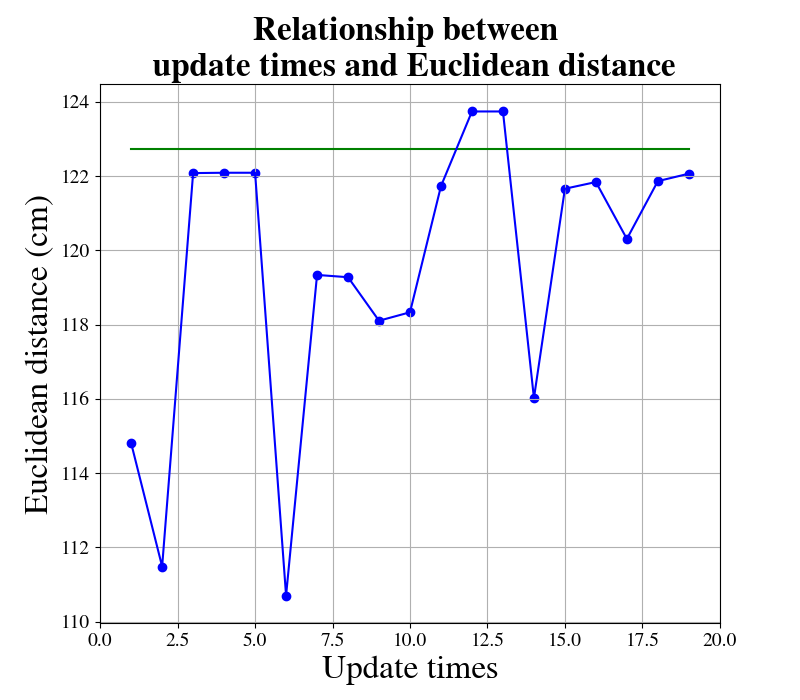 Relationship between
update times and Euclidean distance
Euclidean distance (cm)
124
122
120
118
116
114
112
110
0.0 2.5 5.0 7.5 10.0 12.5 15.0 17.5 20.0
Update times